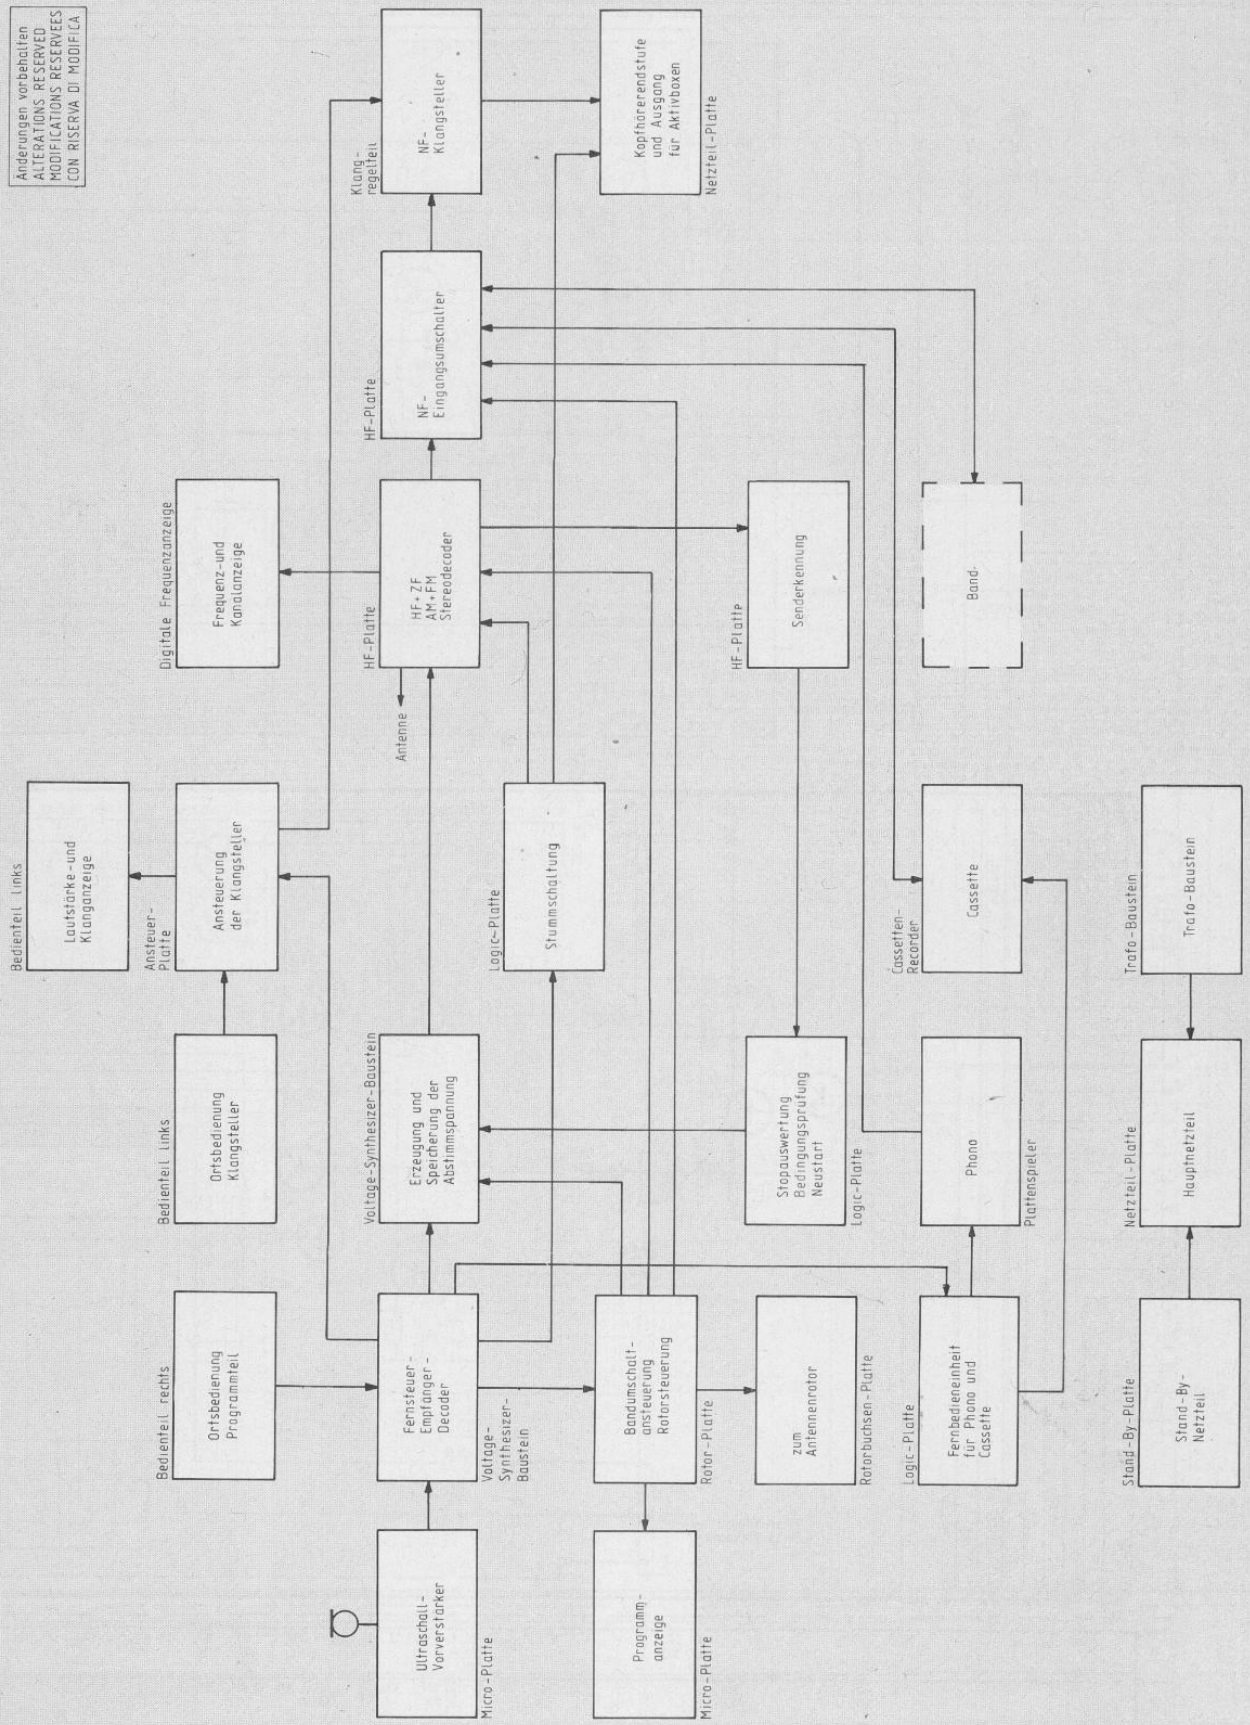 Änderungen vorbehalten
ALTERATIONS RESERVED
MODIFICATIONS RESERVEES
CON RISERVA DI MODIFICA
Bedienteil links
Lautstärke-und
Klanganzeige
Bedienteil rechts
Ortsbedienung
Programmteil
Bedienteil links
Ortsbedienung
Klangsteller
Ansteuer-
Platte
Ansteuerung
der Klangsteller
Digitale Frequenzanzeige
Frequenz-und
Kanalanzeige
Ultraschall-
Vorverstärker
Micro-Platte
Fernsteuer-
Empfänger-
Decoder
Voltage-
Synthesizer-
Baustein
Voltage-Synthesizer-Baustein
Erzeugung und
Speicherung der
Abstimmspannung
Antenne
HF-Platte
HF+ZF
AM+FM
Stereodecoder
HF-Platte
NF-
Eingangsumschalter
Klang-
regelteil
NF-
Klangsteller
Programm-
anzeige
Micro-Platte
Bandumschalt-
ansteuerung
Rotorsteuerung
Rotor-Platte
Logic-Platte
Stummschaltung
Kopfhörerendstufe
und Ausgang
für Aktivboxen
Netzteil-Platte
zum
Antennenrotor
Rotorbuchsen-Platte
Stopauswertung
Bedingungsprüfung
Neustart
Logic-Platte
HF-Platte
Senderkennung
Logic-Platte
Fernbedieneinheit
für Phono und
Cassette
Phono
Plattenspieler
Cassetten-
Recorder
Cassette
Band-
Stand-By-Platte
Stand-By-
Netzteil
Netzteil-Platte
Hauptnetzteil
Trafo-Baustein
Trafo-Baustein